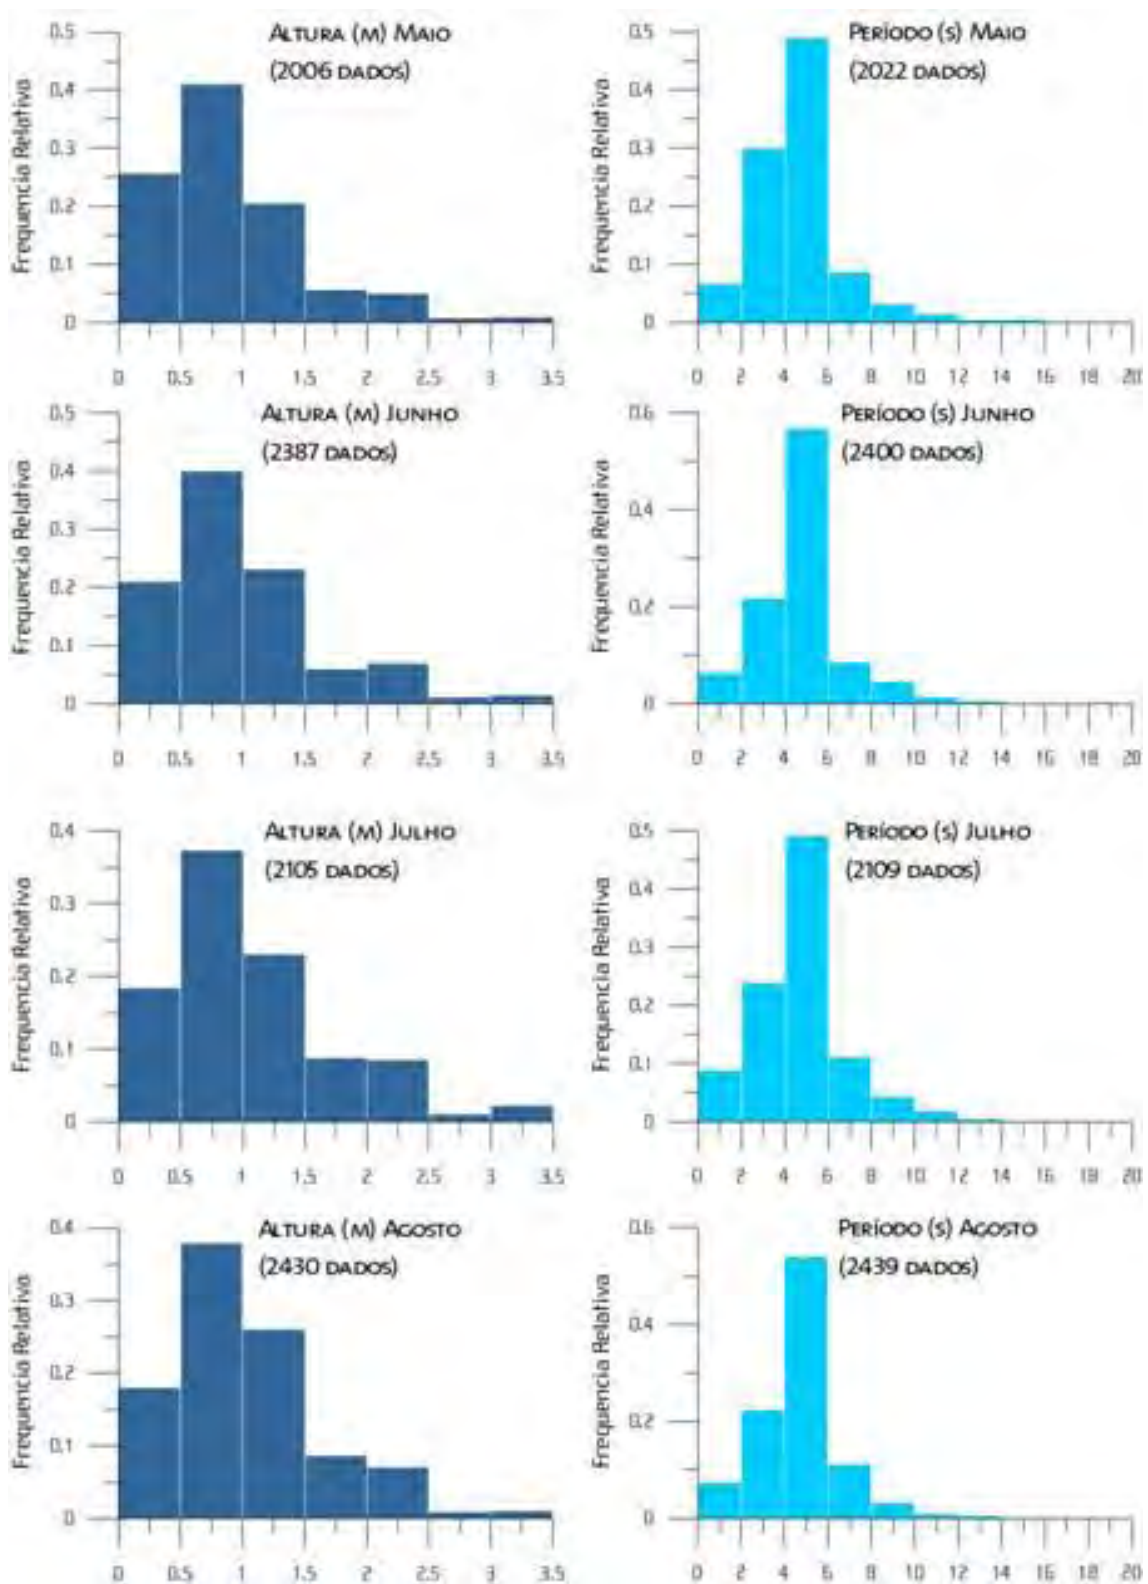 ALTURA (M) MAIO
(2006 DADOS)
Frequencia Relativa
0.5
0.4
0.3
0.2
0.1
0
0 0.5 1 1.5 2 2.5 3 3.5
PERÍODO (S) MAIO
(2022 DADOS)
Frequencia Relativa
0.5
0.4
0.3
0.2
0.1
0
0 2 4 6 8 10 12 14 16 18 20
ALTURA (M) JUNHO
(2387 DADOS)
Frequencia Relativa
0.5
0.4
0.3
0.2
0.1
0
0 0.5 1 1.5 2 2.5 3 3.5
PERÍODO (S) JUNHO
(2400 DADOS)
Frequencia Relativa
0.6
0.4
0.2
0
0 2 4 6 8 10 12 14 16 18 20
ALTURA (M) JULHO
(2105 DADOS)
Frequencia Relativa
0.4
0.3
0.2
0.1
0
0 0.5 1 1.5 2 2.5 3 3.5
PERÍODO (S) JULHO
(2109 DADOS)
Frequencia Relativa
0.5
0.4
0.3
0.2
0.1
0
0 2 4 6 8 10 12 14 16 18 20
ALTURA (M) AGOSTO
(2430 DADOS)
Frequencia Relativa
0.4
0.3
0.2
0.1
0
0 0.5 1 1.5 2 2.5 3 3.5
PERÍODO (S) AGOSTO
(2439 DADOS)
Frequencia Relativa
0.6
0.4
0.2
0
0 2 4 6 8 10 12 14 16 18 20